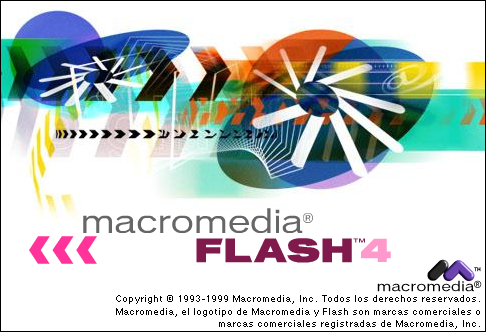 macromedia®
FLASH™4
macromedia®
Copyright © 1993-1999 Macromedia, Inc. Todos los derechos reservados.
Macromedia, el logotipo de Macromedia y Flash son marcas comerciales o
marcas comerciales registradas de Macromedia, Inc.